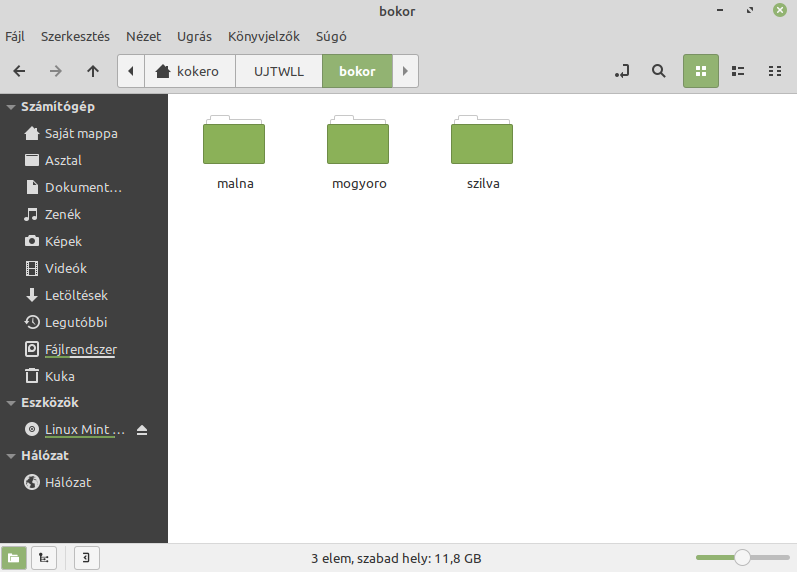 bokor
Fájl Szerkesztés Nézet Ugrás Könyvjelzők Súgó
kokero UJTWLL bokor
Számítógép
Saját mappa
Asztal
Dokument…
Zenék
Képek
Videók
Letöltések
Legutóbbi
Fájlrendszer
Kuka
Eszközök
Linux Mint …
Hálózat
Hálózat
malna mogyoro szilva
3 elem, szabad hely: 11,8 GB